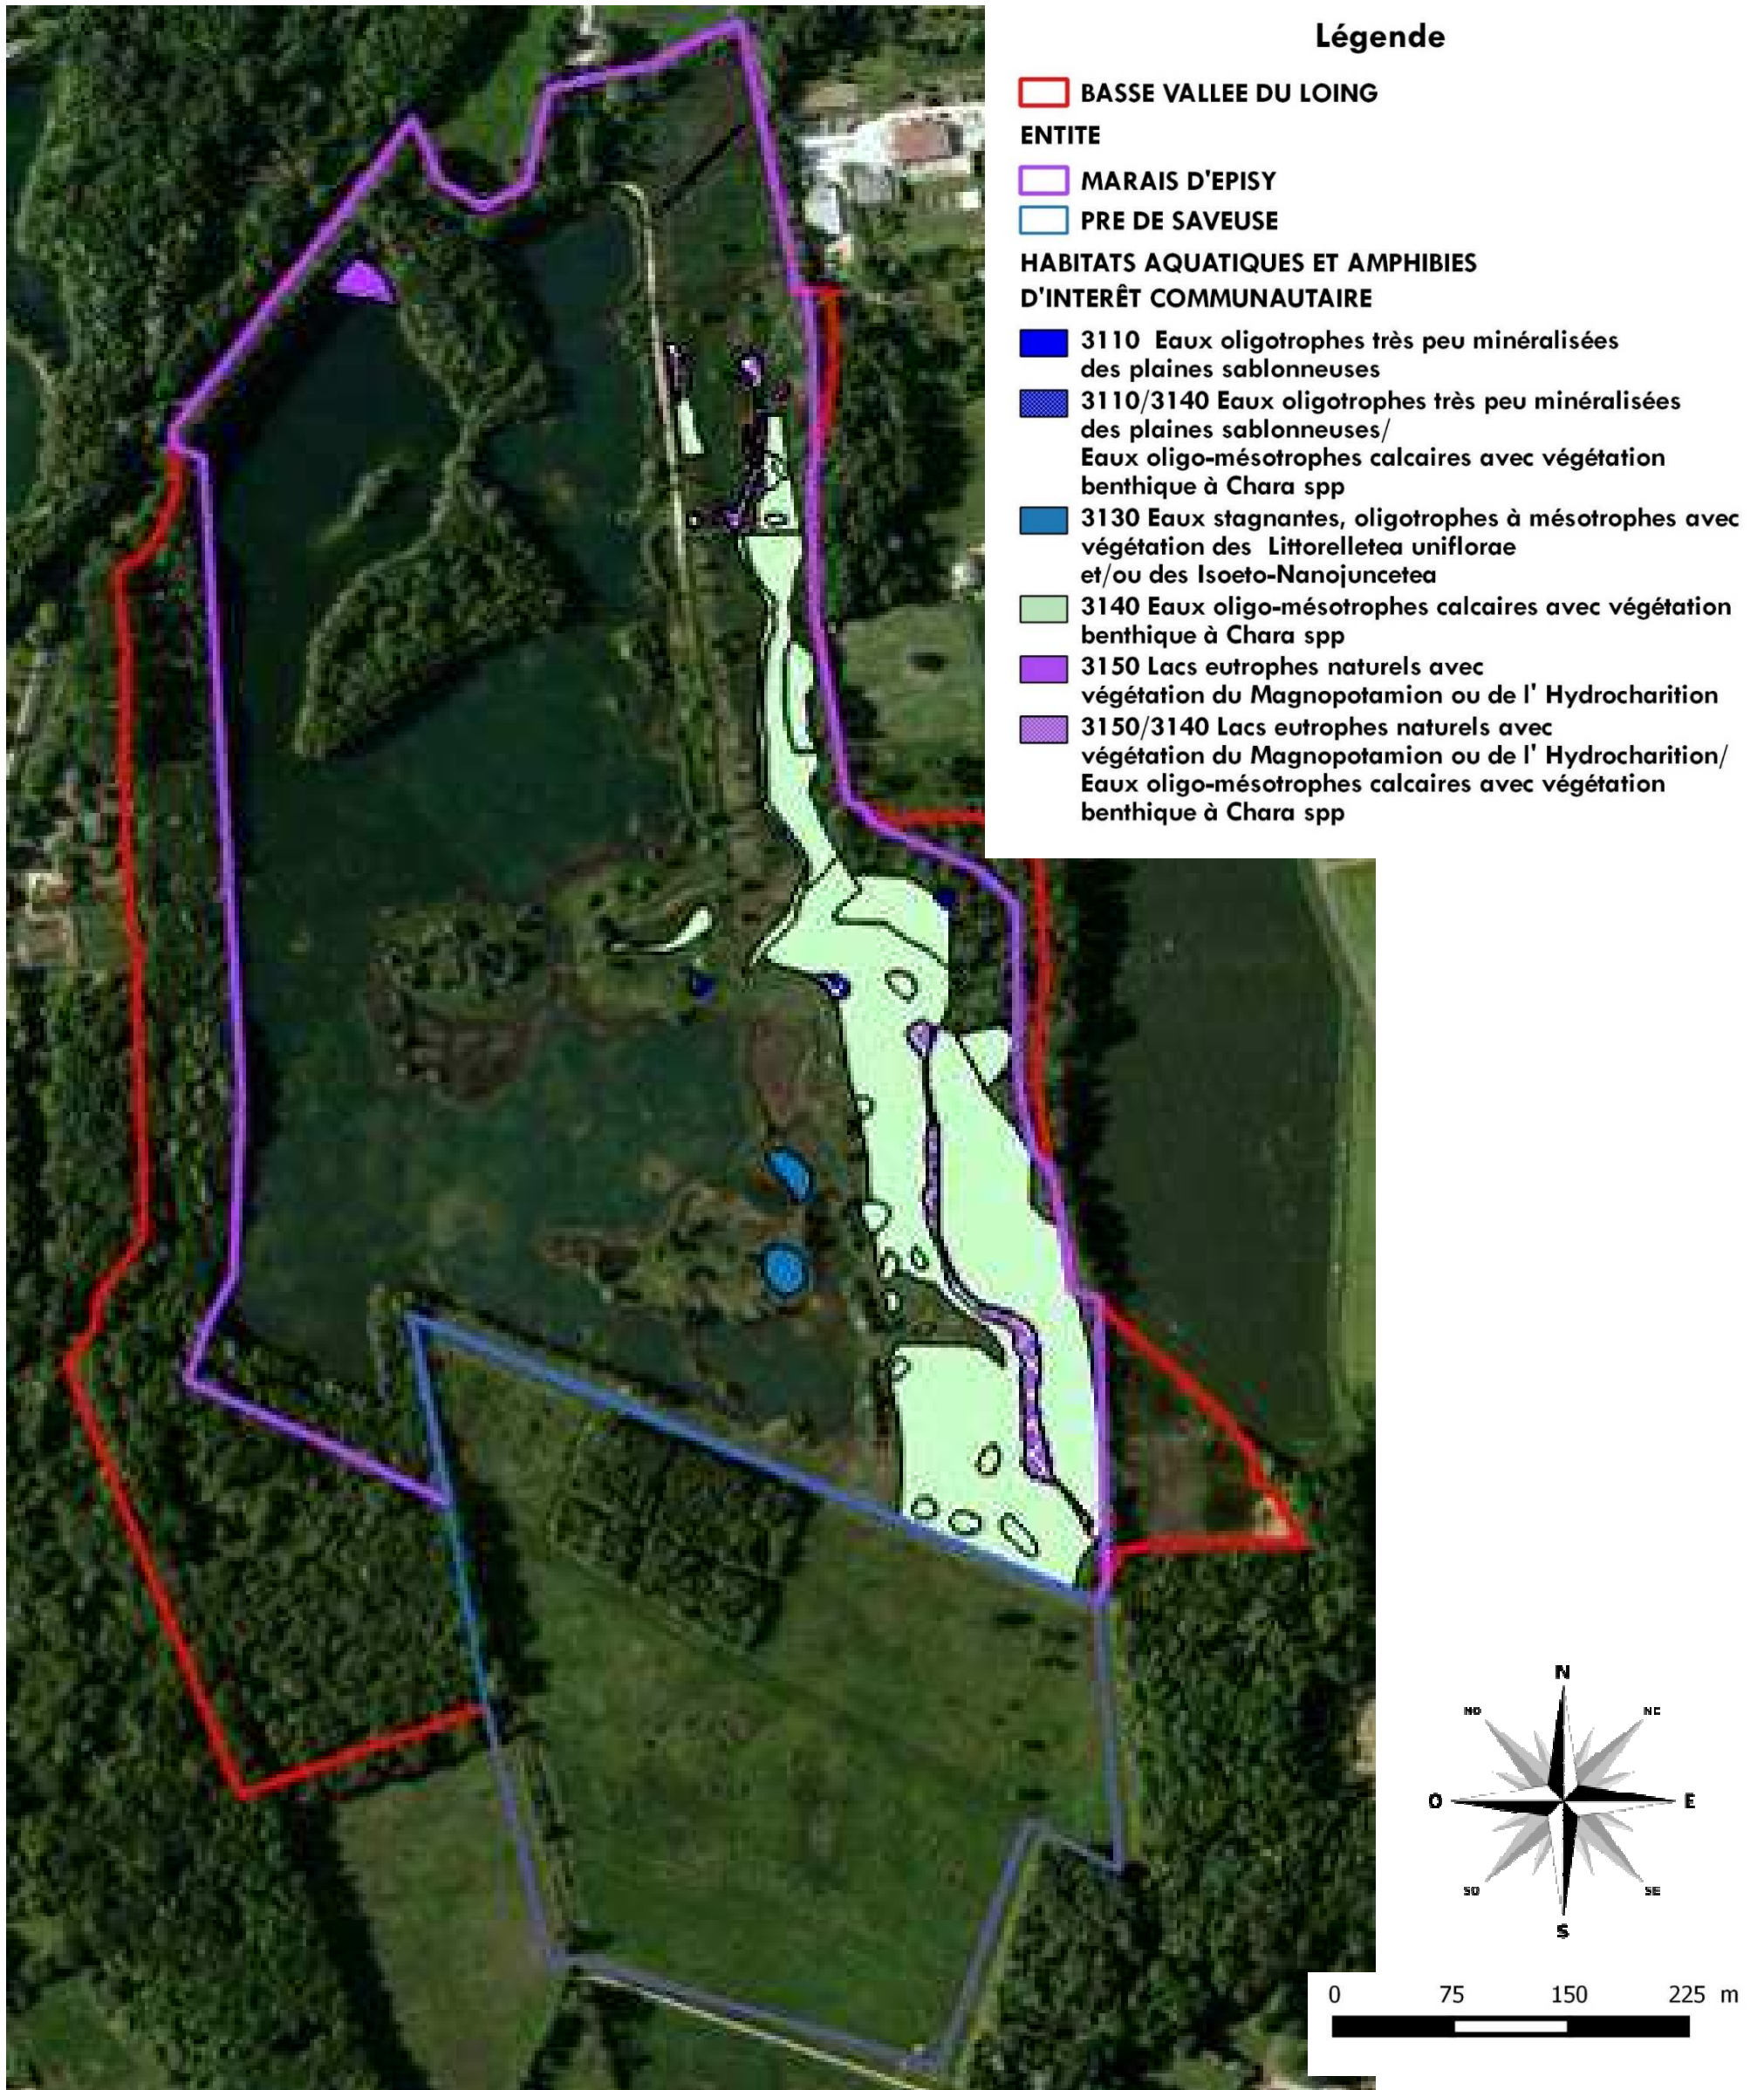 Légende
BASSE VALLEE DU LOING
ENTITE
MARAIS D'EPISY
PRE DE SAVEUSE
HABITATS AQUATIQUES ET AMPHIBIES
D'INTERÊT COMMUNAUTAIRE
3110 Eaux oligotrophes très peu minéralisées
des plaines sablonneuses
3110/3140 Eaux oligotrophes très peu minéralisées
des plaines sablonneuses/
Eaux oligo-mésotrophes calcaires avec végétation
benthique à Chara spp
3130 Eaux stagnantes, oligotrophes à mésotrophes avec
végétation des Littorelletea uniflorae
et/ou des Isoeto-Nanojuncetea
3140 Eaux oligo-mésotrophes calcaires avec végétation
benthique à Chara spp
3150 Lacs eutrophes naturels avec
végétation du Magnopotamion ou de l' Hydrocharition
3150/3140 Lacs eutrophes naturels avec
végétation du Magnopotamion ou de l' Hydrocharition/
Eaux oligo-mésotrophes calcaires avec végétation
benthique à Chara spp
N
NO NE
O E
SO SE
S
0 75 150 225 m